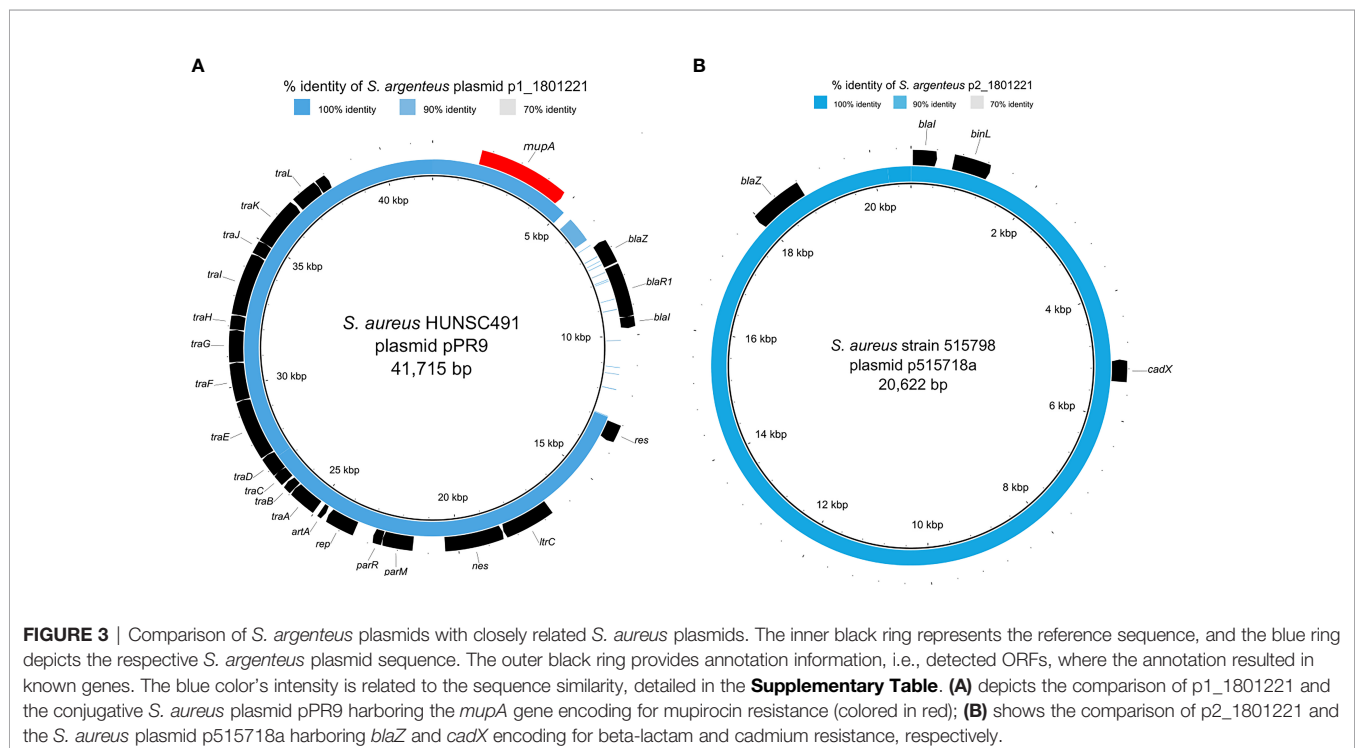 A
% identity of S. argenteus plasmid p1_1801221
100% identity
90% identity
70% identity
mupA
blaZ
blaR1
blaI
res
ltrC
nes
parM
parR
rep
artA
traA
traB
traC
traD
traE
traF
traG
traH
traI
traJ
traK
traL
5 kbp
10 kbp
15 kbp
20 kbp
25 kbp
30 kbp
35 kbp
40 kbp
S. aureus HUNSC491
plasmid pPR9
41,715 bp
B
% identity of S. argenteus p2_1801221
100% identity
90% identity
70% identity
blaI
binL
cadX
blaZ
2 kbp
4 kbp
6 kbp
8 kbp
10 kbp
12 kbp
14 kbp
16 kbp
18 kbp
20 kbp
S. aureus strain 515798
plasmid p515718a
20,622 bp
FIGURE 3 | Comparison of S. argenteus plasmids with closely related S. aureus plasmids. The inner black ring represents the reference sequence, and the blue ring
depicts the respective S. argenteus plasmid sequence. The outer black ring provides annotation information, i.e., detected ORFs, where the annotation resulted in
known genes. The blue color's intensity is related to the sequence similarity, detailed in the Supplementary Table. (A) depicts the comparison of p1_1801221 and
the conjugative S. aureus plasmid pPR9 harboring the mupA gene encoding for mupirocin resistance (colored in red); (B) shows the comparison of p2_1801221 and
the S. aureus plasmid p515718a harboring blaZ and cadX encoding for beta-lactam and cadmium resistance, respectively.